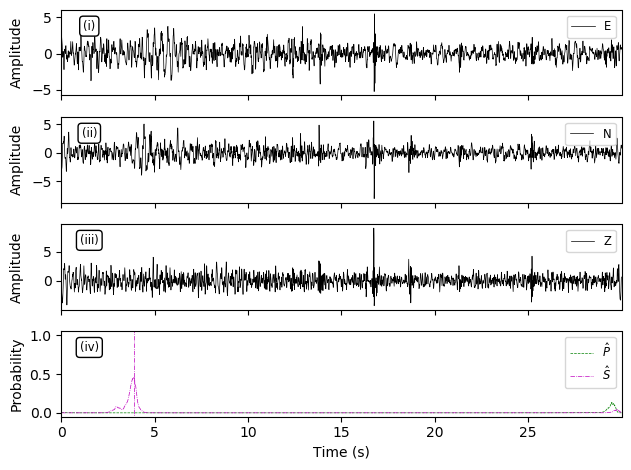 (i)
E
Amplitude
5
0
−5
(ii)
N
Amplitude
5
0
−5
(iii)
Z
Amplitude
5
0
(iv)
P̂
Ŝ
Probability
1.0
0.5
0.0
0 5 10 15 20 25
Time (s)